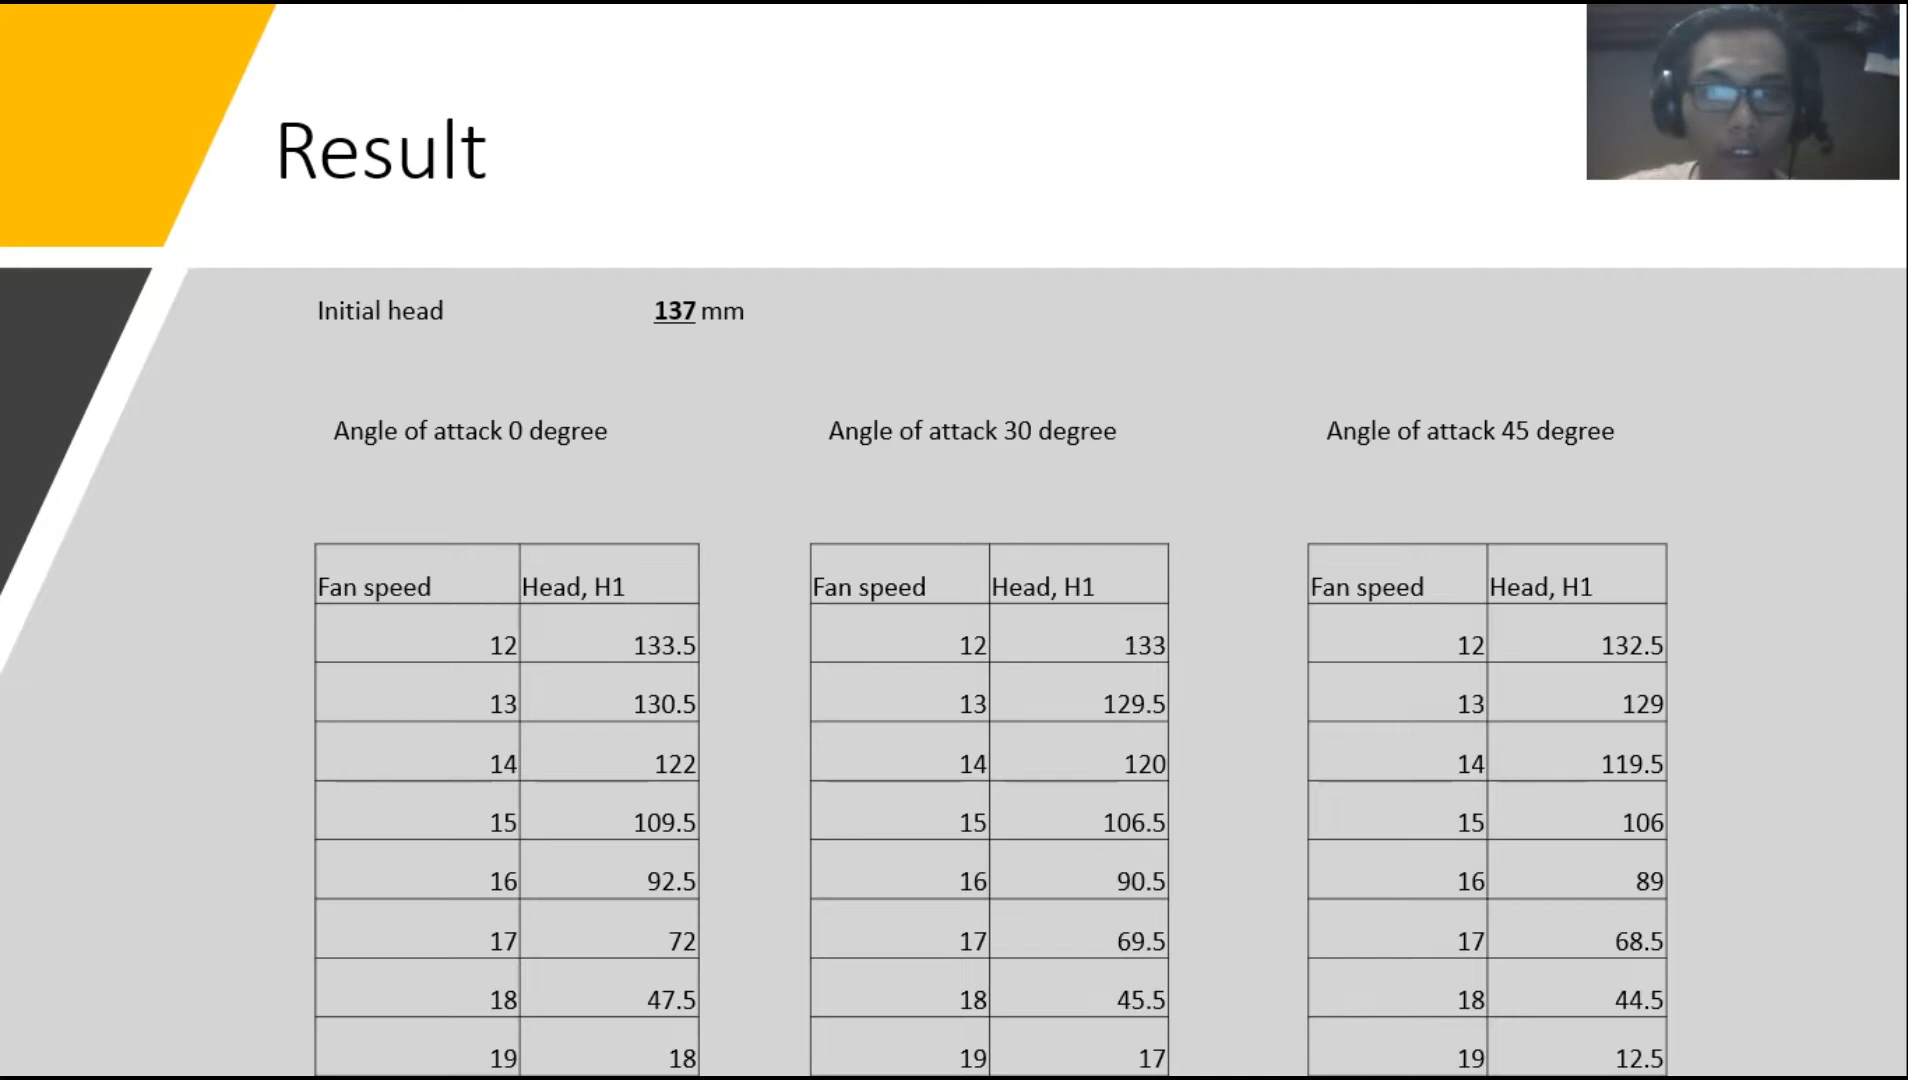 Result
Initial head 137 mm
Angle of attack 0 degree Angle of attack 30 degree Angle of attack 45 degree
Fan speed Head, H1 Fan speed Head, H1 Fan speed Head, H1
12 133.5 12 133 12 132.5
13 130.5 13 129.5 13 129
14 122 14 120 14 119.5
15 109.5 15 106.5 15 106
16 92.5 16 90.5 16 89
17 72 17 69.5 17 68.5
18 47.5 18 45.5 18 44.5
19 18 19 17 19 12.5